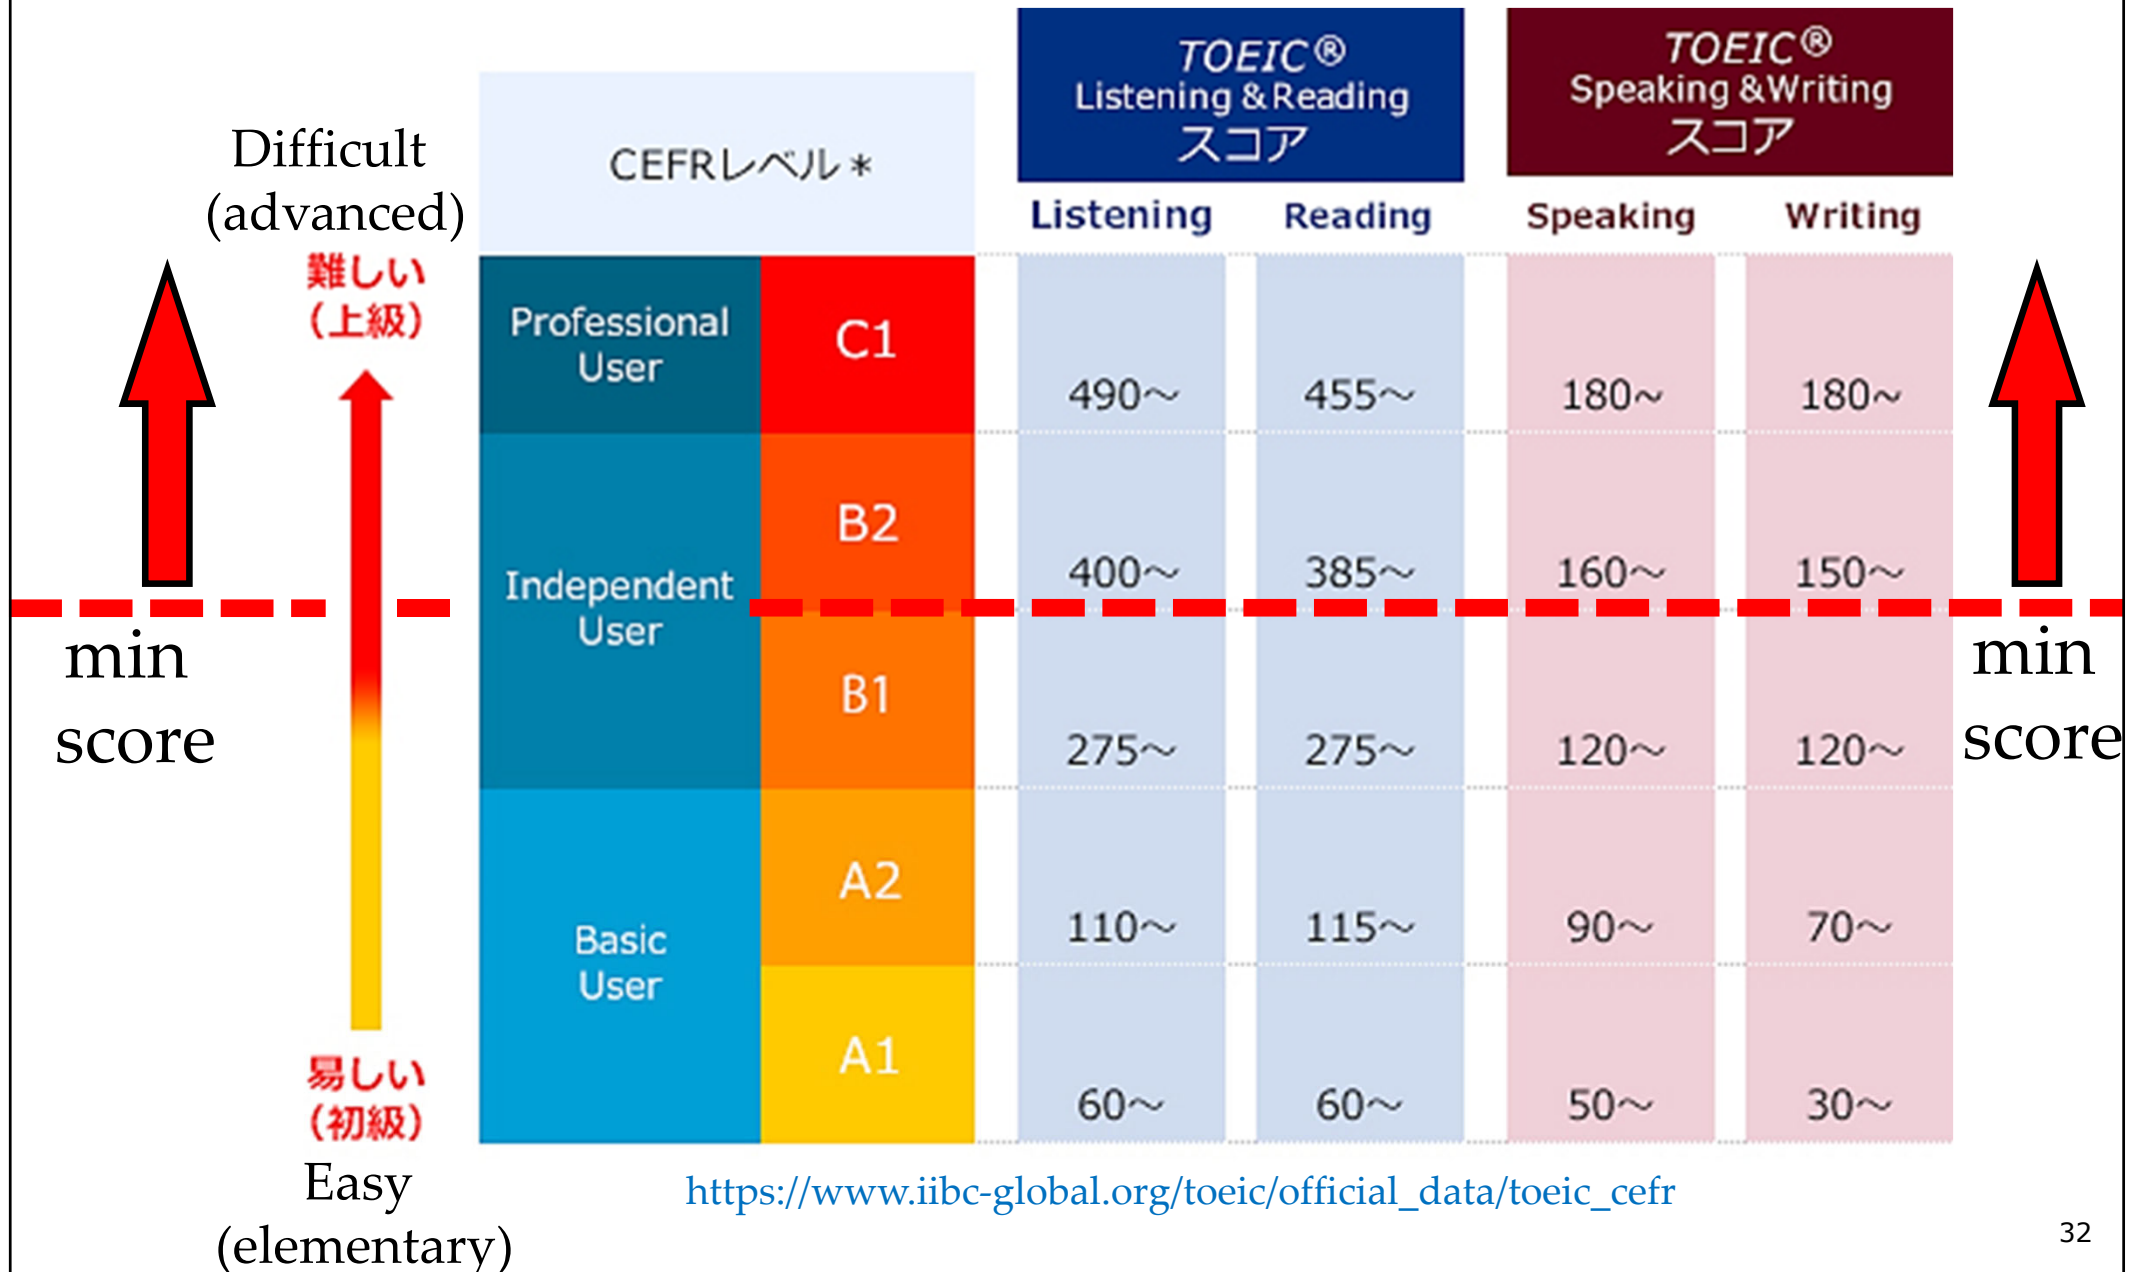 TOEIC®
Listening & Reading
スコア
TOEIC®
Speaking & Writing
スコア
CEFRレベル*
Listening
Reading
Speaking
Writing
Difficult
(advanced)
難しい
（上級）
Professional
User
C1
490～
455～
180~
180~
B2
400～
385～
160～
150～
Independent
User
min
score
min
score
B1
275～
275～
120～
120～
A2
110～
115～
90～
70～
Basic
User
A1
60～
60～
50～
30～
易しい
（初級）
Easy
(elementary)
https://www.iibc-global.org/toeic/official_data/toeic_cefr
32